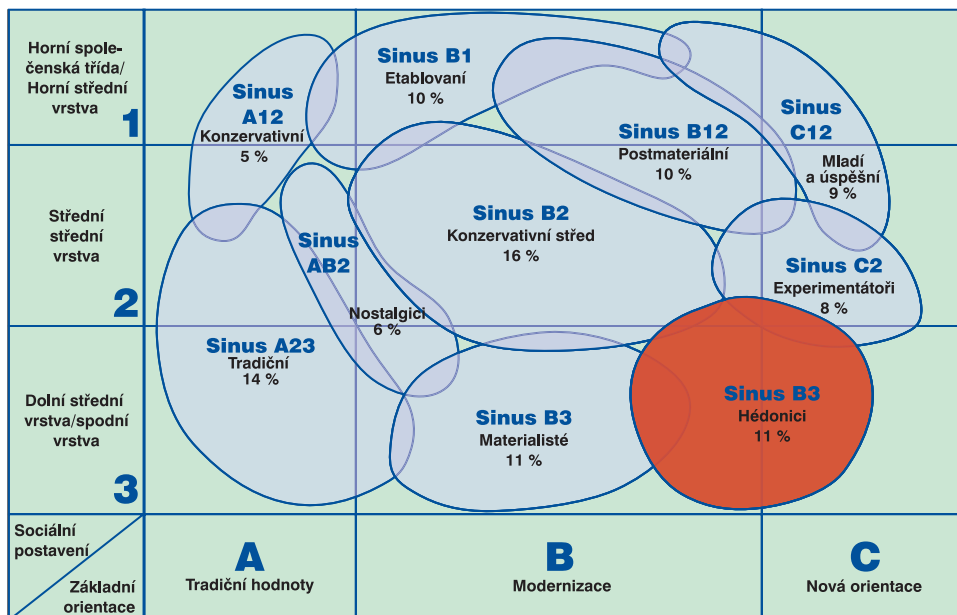 Horní spole-
čenská třída/
Horní střední
vrstva
1
Sinus
A12
Konzervativní
5 %
Sinus B1
Etablovaní
10 %
Sinus B12
Postmateriální
10 %
Sinus
C12
Mladí
a úspěšní
9 %
Střední
střední
vrstva
2
Sinus
AB2
Nostalgici
6 %
Sinus B2
Konzervativní střed
16 %
Sinus C2
Experimentátoři
8 %
Dolní střední
vrstva/spodní
vrstva
3
Sinus A23
Tradiční
14 %
Sinus B3
Materialisté
11 %
Sinus B3
Hédonici
11 %
Sociální
postavení
Základní
orientace
A
Tradiční hodnoty
B
Modernizace
C
Nová orientace